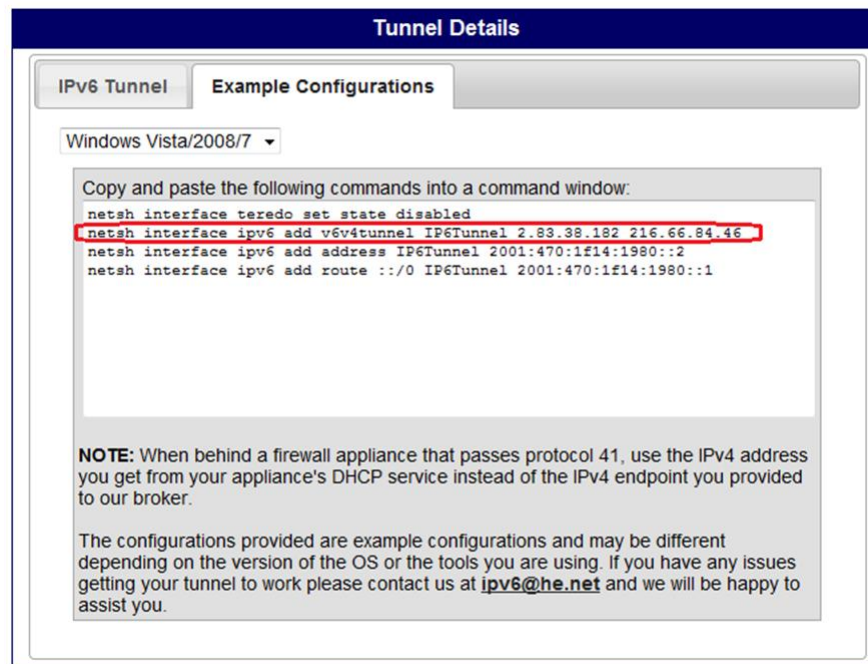 Tunnel Details
IPv6 Tunnel
Example Configurations
Windows Vista/2008/7
Copy and paste the following commands into a command window:
netsh interface teredo set state disabled
netsh interface ipv6 add v6v4tunnel IP6Tunnel 2.83.38.182 216.66.84.46
netsh interface ipv6 add address IP6Tunnel 2001:470:1f14:1980::2
netsh interface ipv6 add route ::/0 IP6Tunnel 2001:470:1f14:1980::1
NOTE: When behind a firewall appliance that passes protocol 41, use the IPv4 address
you get from your appliance's DHCP service instead of the IPv4 endpoint you provided
to our broker.
The configurations provided are example configurations and may be different
depending on the version of the OS or the tools you are using. If you have any issues
getting your tunnel to work please contact us at ipv6@he.net and we will be happy to
assist you.